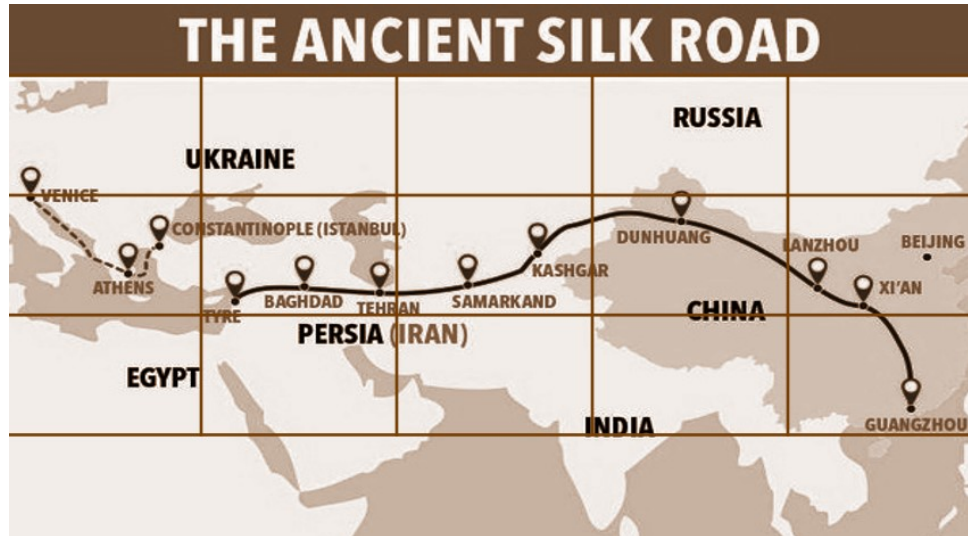 THE ANCIENT SILK ROAD
RUSSIA
UKRAINE
VENICE
CONSTANTINOPLE (ISTANBUL)
DUNHUANG
LANZHOU
BEIJING
KASHGAR
ATHENS
BAGHDAD
TEHRAN
SAMARKAND
XI'AN
TYRE
CHINA
PERSIA (IRAN)
EGYPT
INDIA
GUANGZHOU